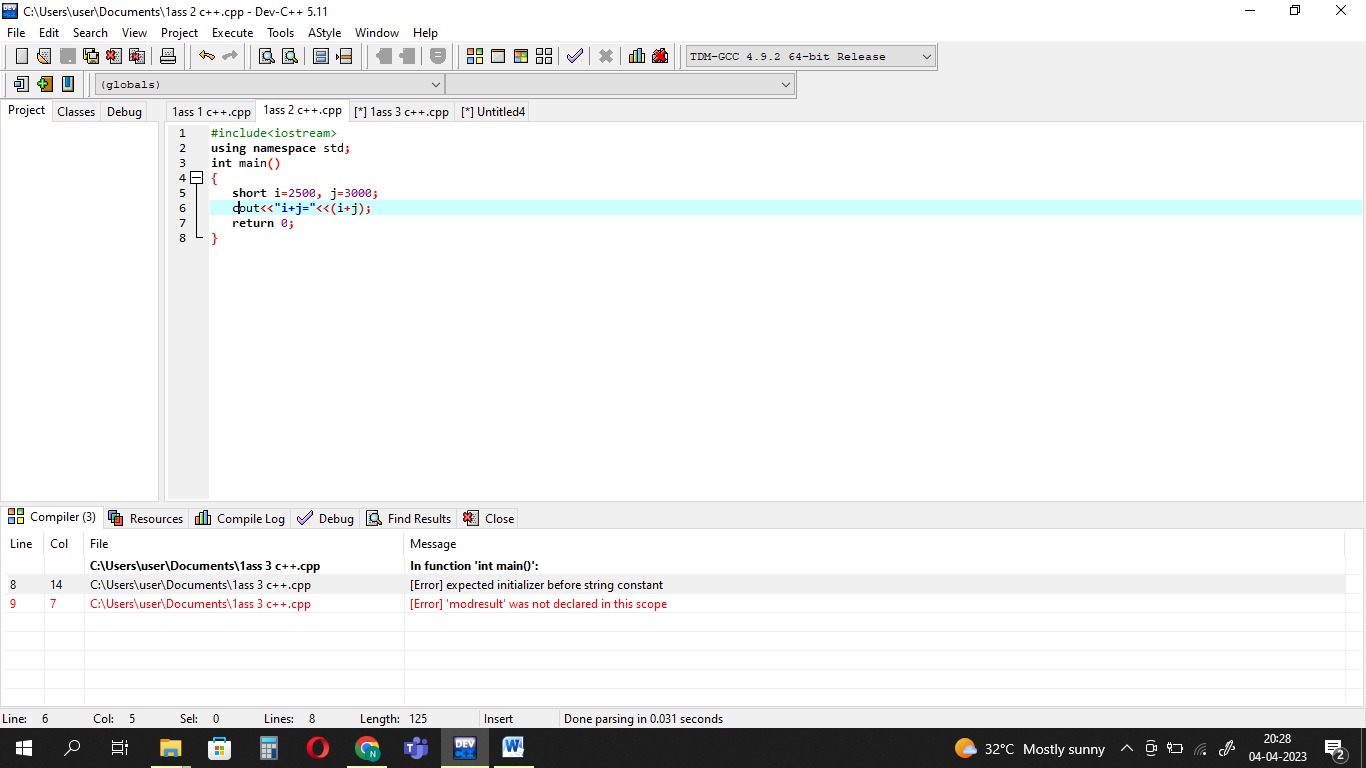 C:\Users\user\Documents\1ass 2 c++.cpp - Dev-C++ 5.11
File Edit Search View Project Execute Tools AStyle Window Help
TDM-GCC 4.9.2 64-bit Release
(globals)
Project Classes Debug 1ass 1 c++.cpp 1ass 2 c++.cpp [*] 1ass 3 c++.cpp [*] Untitled4
1 #include<iostream>
2 using namespace std;
3 int main()
4 {
5 short i=2500, j=3000;
6 cout<<"i+j="<<(i+j);
7 return 0;
8 }
Compiler (3) Resources Compile Log Debug Find Results Close
Line Col File Message
C:\Users\user\Documents\1ass 3 c++.cpp In function 'int main()':
8 14 C:\Users\user\Documents\1ass 3 c++.cpp [Error] expected initializer before string constant
9 7 C:\Users\user\Documents\1ass 3 c++.cpp [Error] 'modresult' was not declared in this scope
Line: 6 Col: 5 Sel: 0 Lines: 8 Length: 125 Insert Done parsing in 0.031 seconds
DEV N T W 32°C Mostly sunny 20:28
04-04-2023 2